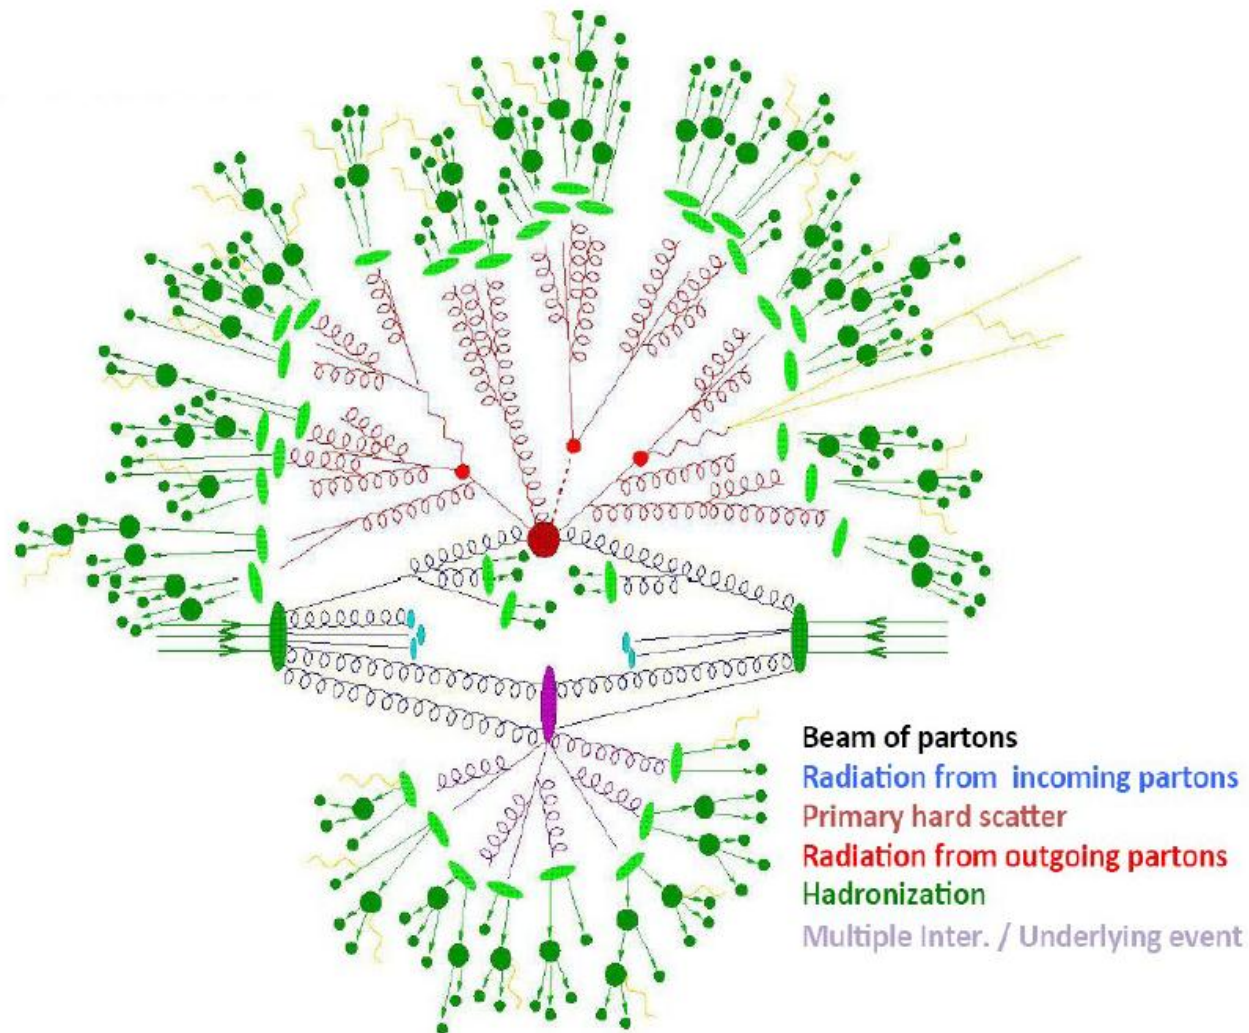 Beam of partons
Radiation from incoming partons
Primary hard scatter
Radiation from outgoing partons
Hadronization
Multiple Inter. / Underlying event